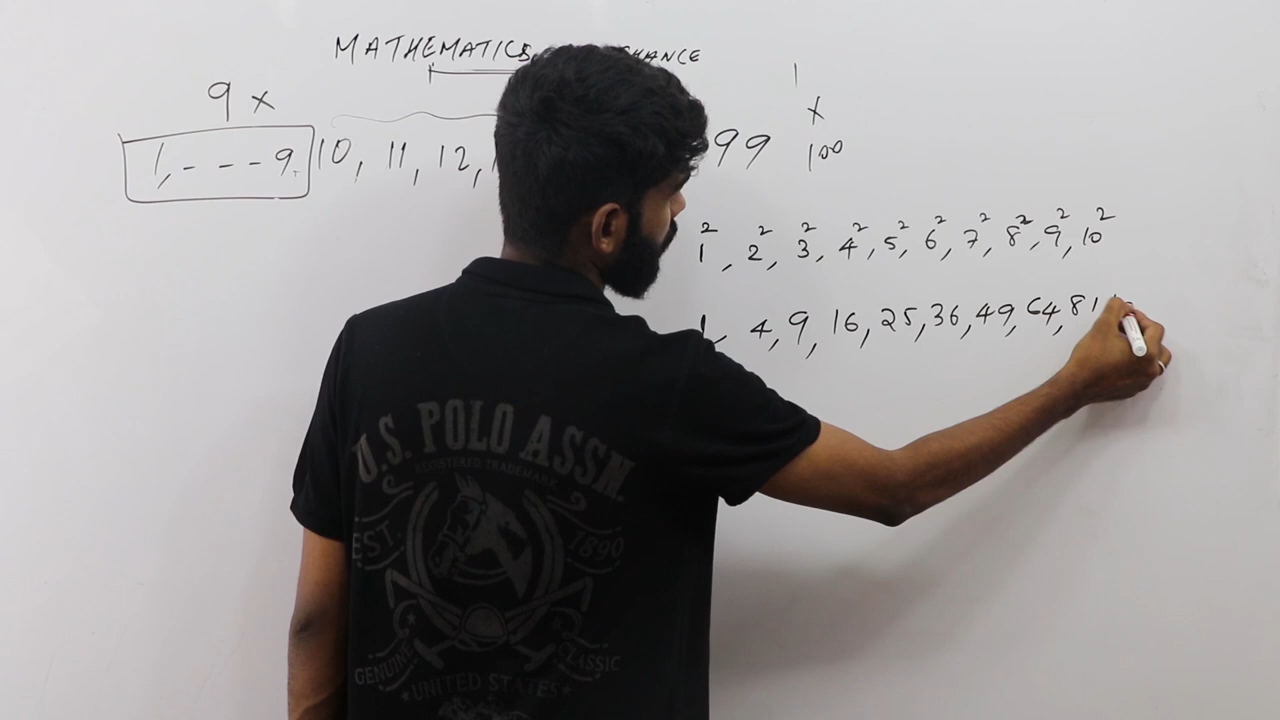 MATHEMATICS CHANCE
9 x 1
x
1, - - - 9, 10, 11, 12, 99 100
1², 2², 3², 4², 5², 6², 7², 8², 9², 10²
1, 4, 9, 16, 25, 36, 49, 64, 81
U.S. POLO ASSN.
REGISTERED TRADEMARK
EST. 1890
GENUINE CLASSIC
★UNITED STATES★